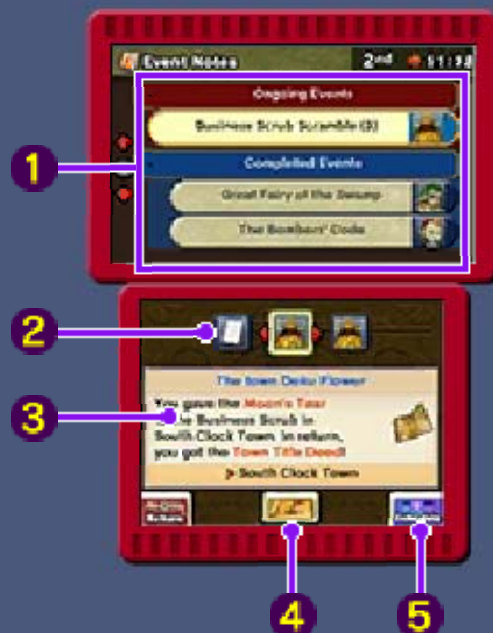 Event Notes 2nd
Ongoing Events
Business Scrub Scramble (3)
1
Completed Events
Great Fairy of the Swamp
The Bombers' Code
2
The Town Deku Flower
3
You gave the Moon's Tear
to the Business Scrub in
South Clock Town. In return,
you got the Town Title Deed!
South Clock Town
Return
4
5